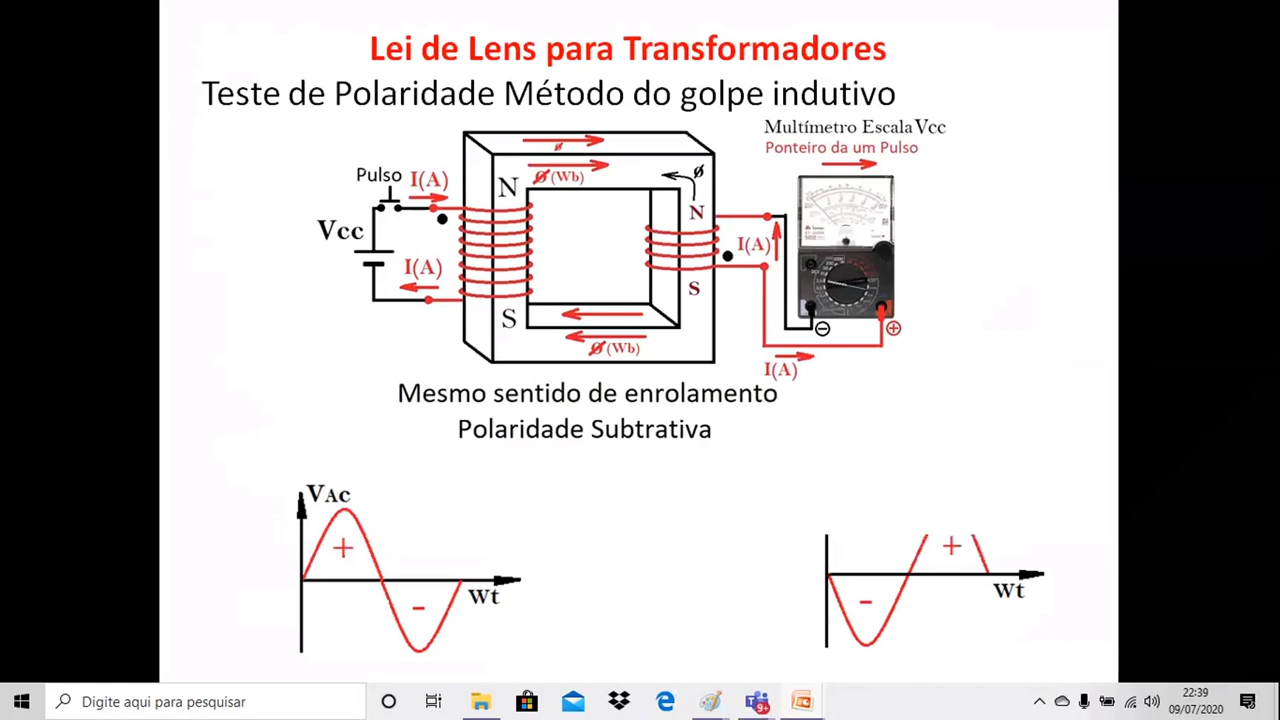 Lei de Lens para Transformadores
Teste de Polaridade Método do golpe indutivo
Multímetro Escala Vcc
Ponteiro da um Pulso
Pulso
I(A)
Vcc
I(A)
ø
Ø(Wb)
N
S
Ø(Wb)
ø
N
S
I(A)
I(A)
Mesmo sentido de enrolamento
Polaridade Subtrativa
VAc
+
-
Wt
+
-
Wt
Digite aqui para pesquisar
9+
22:39
09/07/2020